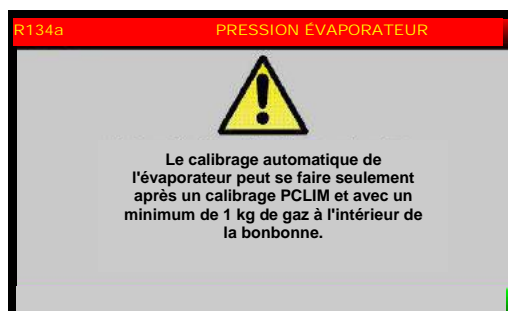 R134a PRESSION ÉVAPORATEUR
Le calibrage automatique de
l'évaporateur peut se faire seulement
après un calibrage PCLIM et avec un
minimum de 1 kg de gaz à l'intérieur de
la bonbonne.